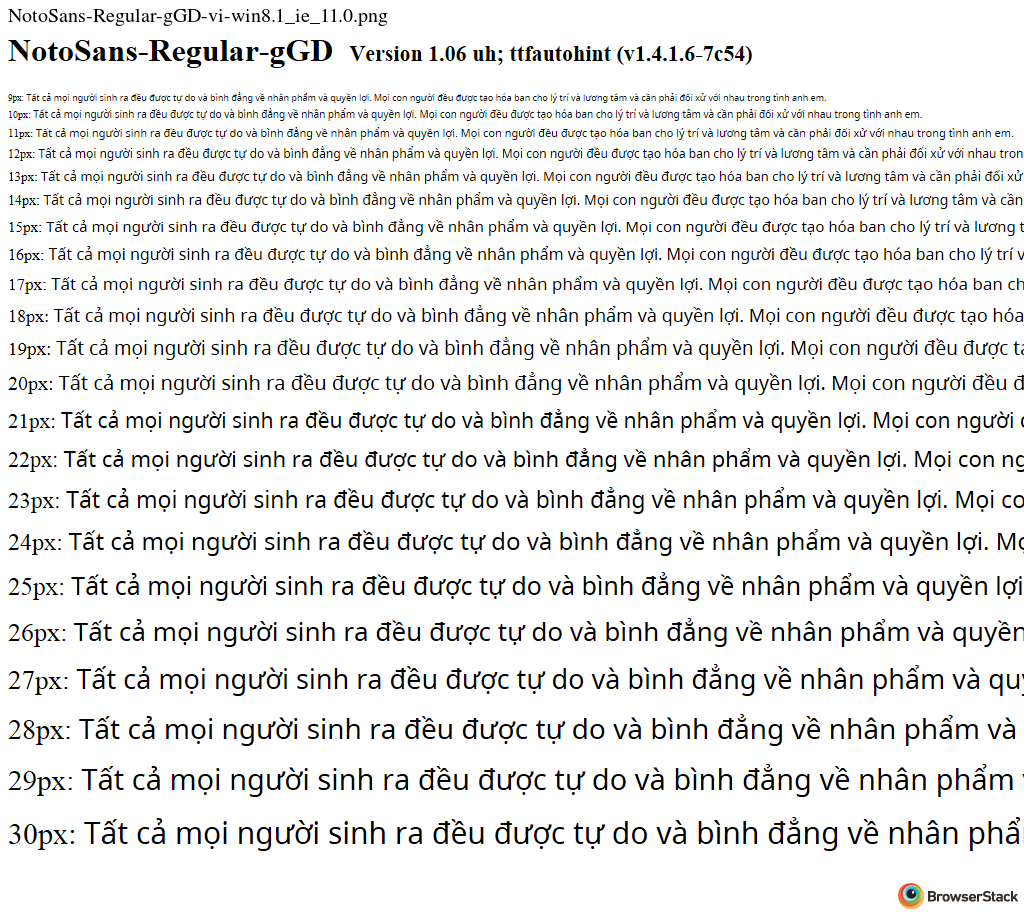 NotoSans-Regular-gGD-vi-win8.1_ie_11.0.png
NotoSans-Regular-gGD Version 1.06 uh; ttfautohint (v1.4.1.6-7c54)
9px: Tất cả mọi người sinh ra đều được tự do và bình đẳng về nhân phẩm và quyền lợi. Mọi con người đều được tạo hóa ban cho lý trí và lương tâm và cần phải đối xử với nhau trong tình anh em.
10px: Tất cả mọi người sinh ra đều được tự do và bình đẳng về nhân phẩm và quyền lợi. Mọi con người đều được tạo hóa ban cho lý trí và lương tâm và cần phải đối xử với nhau trong tình anh em.
11px: Tất cả mọi người sinh ra đều được tự do và bình đẳng về nhân phẩm và quyền lợi. Mọi con người đều được tạo hóa ban cho lý trí và lương tâm và cần phải đối xử với nhau trong tình anh em.
12px: Tất cả mọi người sinh ra đều được tự do và bình đẳng về nhân phẩm và quyền lợi. Mọi con người đều được tạo hóa ban cho lý trí và lương tâm và cần phải đối xử với nhau tron
13px: Tất cả mọi người sinh ra đều được tự do và bình đẳng về nhân phẩm và quyền lợi. Mọi con người đều được tạo hóa ban cho lý trí và lương tâm và cần phải đối xử
14px: Tất cả mọi người sinh ra đều được tự do và bình đẳng về nhân phẩm và quyền lợi. Mọi con người đều được tạo hóa ban cho lý trí và lương tâm và cần
15px: Tất cả mọi người sinh ra đều được tự do và bình đẳng về nhân phẩm và quyền lợi. Mọi con người đều được tạo hóa ban cho lý trí và lương t
16px: Tất cả mọi người sinh ra đều được tự do và bình đẳng về nhân phẩm và quyền lợi. Mọi con người đều được tạo hóa ban cho lý trí v
17px: Tất cả mọi người sinh ra đều được tự do và bình đẳng về nhân phẩm và quyền lợi. Mọi con người đều được tạo hóa ban ch
18px: Tất cả mọi người sinh ra đều được tự do và bình đẳng về nhân phẩm và quyền lợi. Mọi con người đều được tạo hóa
19px: Tất cả mọi người sinh ra đều được tự do và bình đẳng về nhân phẩm và quyền lợi. Mọi con người đều được tạ
20px: Tất cả mọi người sinh ra đều được tự do và bình đẳng về nhân phẩm và quyền lợi. Mọi con người đều đ
21px: Tất cả mọi người sinh ra đều được tự do và bình đẳng về nhân phẩm và quyền lợi. Mọi con người
22px: Tất cả mọi người sinh ra đều được tự do và bình đẳng về nhân phẩm và quyền lợi. Mọi con ng
23px: Tất cả mọi người sinh ra đều được tự do và bình đẳng về nhân phẩm và quyền lợi. Mọi co
24px: Tất cả mọi người sinh ra đều được tự do và bình đẳng về nhân phẩm và quyền lợi. Mọ
25px: Tất cả mọi người sinh ra đều được tự do và bình đẳng về nhân phẩm và quyền lợi
26px: Tất cả mọi người sinh ra đều được tự do và bình đẳng về nhân phẩm và quyền
27px: Tất cả mọi người sinh ra đều được tự do và bình đẳng về nhân phẩm và quy
28px: Tất cả mọi người sinh ra đều được tự do và bình đẳng về nhân phẩm và
29px: Tất cả mọi người sinh ra đều được tự do và bình đẳng về nhân phẩm
30px: Tất cả mọi người sinh ra đều được tự do và bình đẳng về nhân phẩ
BrowserStack